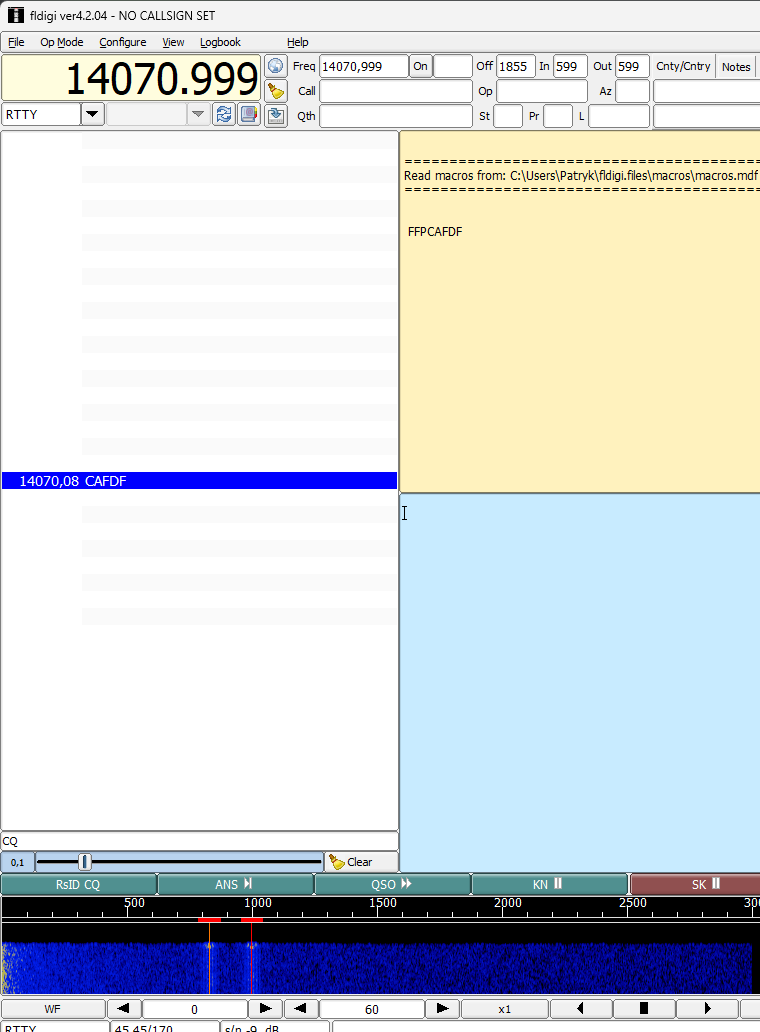 fldigi ver4.2.04 - NO CALLSIGN SET
File Op Mode Configure View Logbook Help
14070.999 Freq 14070,999 On Off 1855 In 599 Out 599 Cnty/Cntry Notes
Call Op Az
RTTY Qth St Pr L
==========================================
Read macros from: C:\Users\Patryk\fldigi.files\macros\macros.mdf
==========================================
FFPCAFDF
14070,08 CAFDF
CQ
0,1 Clear
RsID CQ ANS QSO KN SK
500 1000 1500 2000 2500 300
WF 0 60 x1
RTTY 45.45/170 s/n -9 dB